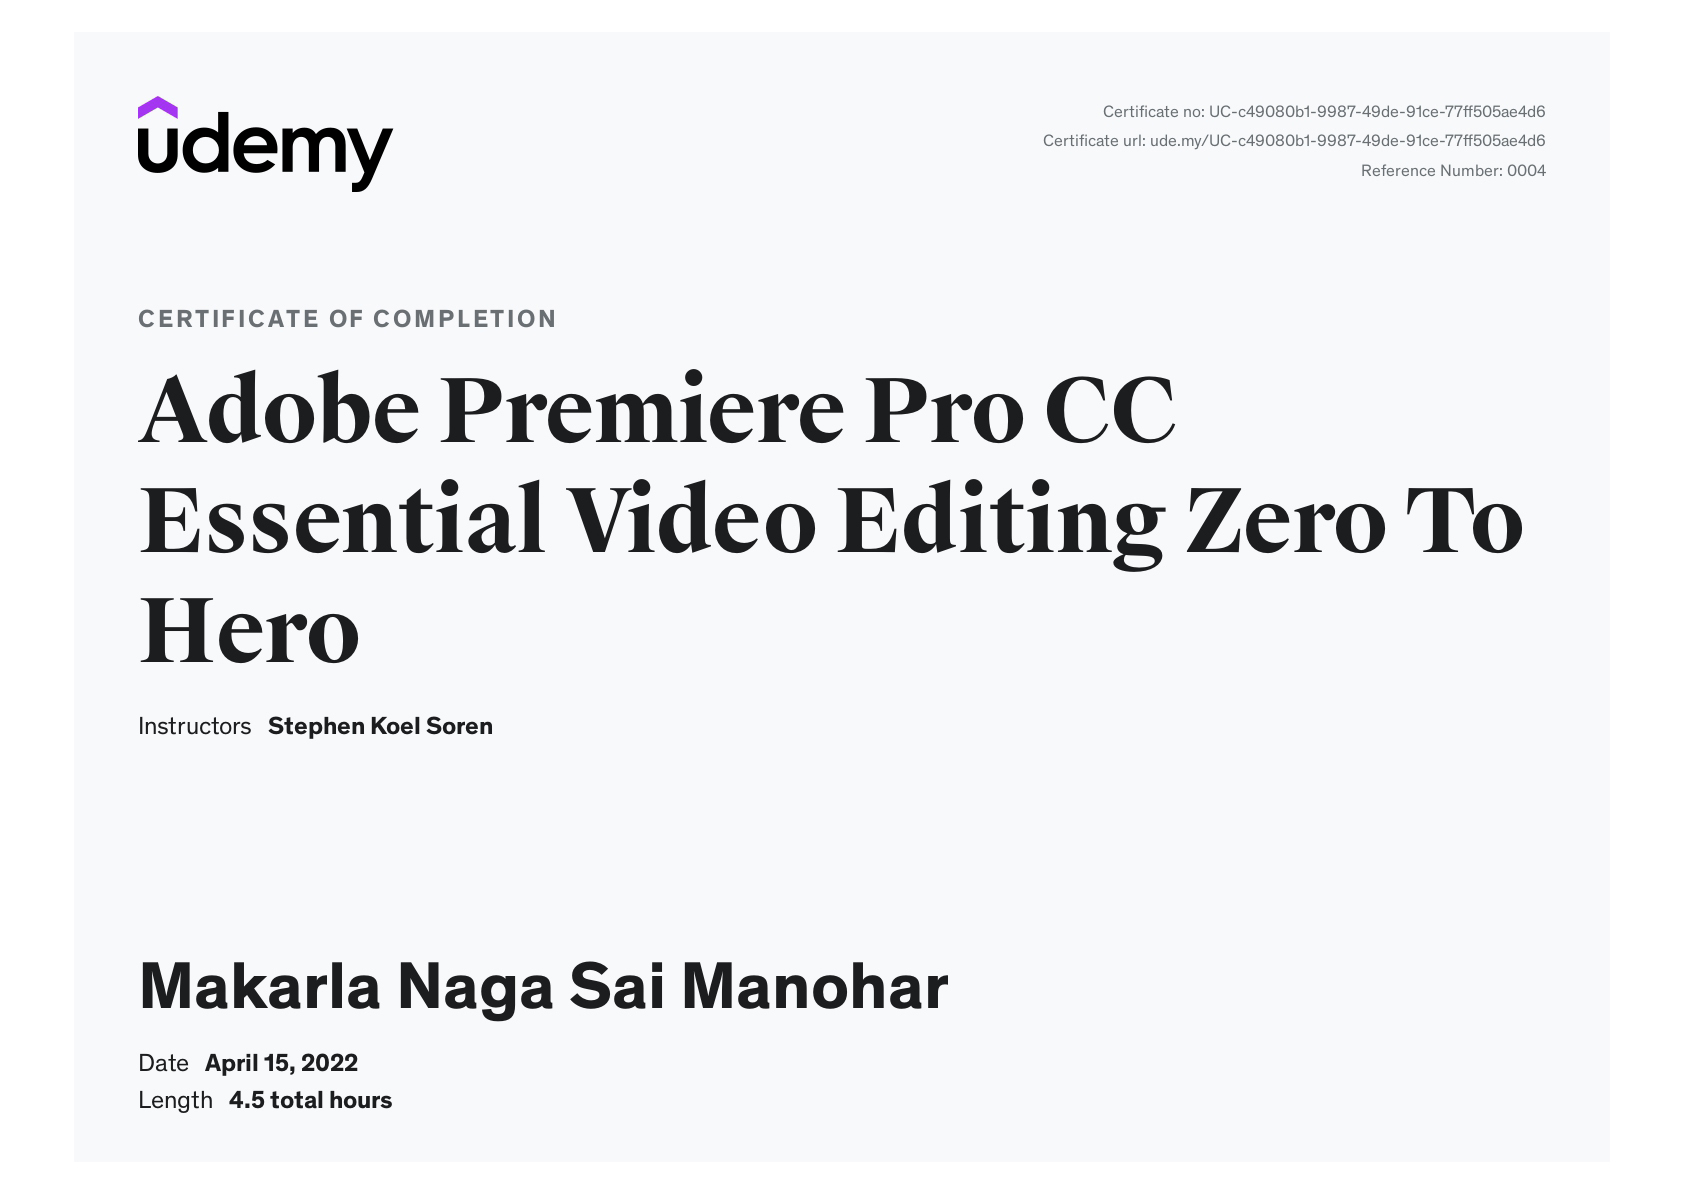 udemy
Certificate no: UC-c49080b1-9987-49de-91ce-77ff505ae4d6
Certificate url: ude.my/UC-c49080b1-9987-49de-91ce-77ff505ae4d6
Reference Number: 0004
CERTIFICATE OF COMPLETION
Adobe Premiere Pro CC
Essential Video Editing Zero To
Hero
Instructors Stephen Koel Soren
Makarla Naga Sai Manohar
Date April 15, 2022
Length 4.5 total hours